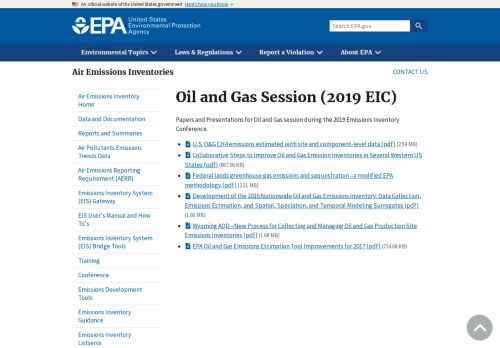 An official website of the United States government Here's how you know
EPA United States
Environmental Protection
Agency
Search EPA.gov
Environmental Topics Laws & Regulations Report a Violation About EPA
Air Emissions Inventories
CONTACT US
Air Emissions Inventory
Home
Data and Documentation
Reports and Summaries
Air Pollutants Emissions
Trends Data
Air Emissions Reporting
Requirement (AERR)
Emissions Inventory System
(EIS) Gateway
EIS User's Manual and How
To's
Emissions Inventory System
(EIS) Bridge Tools
Training
Conference
Emissions Development
Tools
Emissions Inventory
Guidance
Emissions Inventory
Listservs
Oil and Gas Session (2019 EIC)
Papers and Presentations for Oil and Gas session during the 2019 Emissions Inventory
Conference.
U.S. O&G CH4 emissions estimated with site and component-level data (pdf) (2.59 MB)
Collaborative Steps to Improve Oil and Gas Emission Inventories in Several Western US
States (pdf) (867.06 KB)
Federal lands greenhouse gas emissions and sequestration –a modified EPA
methodology (pdf) (2.31 MB)
Development of the 2016 Nationwide Oil and Gas Emissions Inventory: Data Collection,
Emissions Estimation, and Spatial, Speciation, and Temporal Modeling Surrogates (pdf)
(1.66 MB)
Wyoming AQD –New Process for Collecting and Managing Oil and Gas Production Site
Emissions Inventories (pdf) (1.68 MB)
EPA Oil and Gas Emissions Estimation Tool Improvements for 2017 (pdf) (734.68 KB)